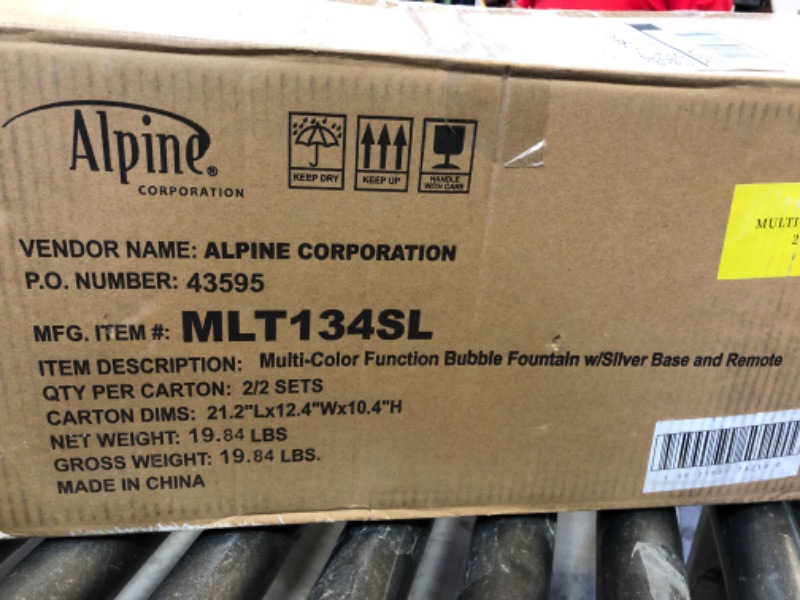 Alpine®
CORPORATION
KEEP DRY
KEEP UP
HANDLE
WITH CARE
MULTI-
2
VENDOR NAME: ALPINE CORPORATION
P.O. NUMBER: 43595
MFG. ITEM #: MLT134SL
ITEM DESCRIPTION: Multi-Color Function Bubble Fountain w/Silver Base and Remote
QTY PER CARTON: 2/2 SETS
CARTON DIMS: 21.2"Lx12.4"Wx10.4"H
NET WEIGHT: 19.84 LBS
GROSS WEIGHT: 19.84 LBS.
MADE IN CHINA